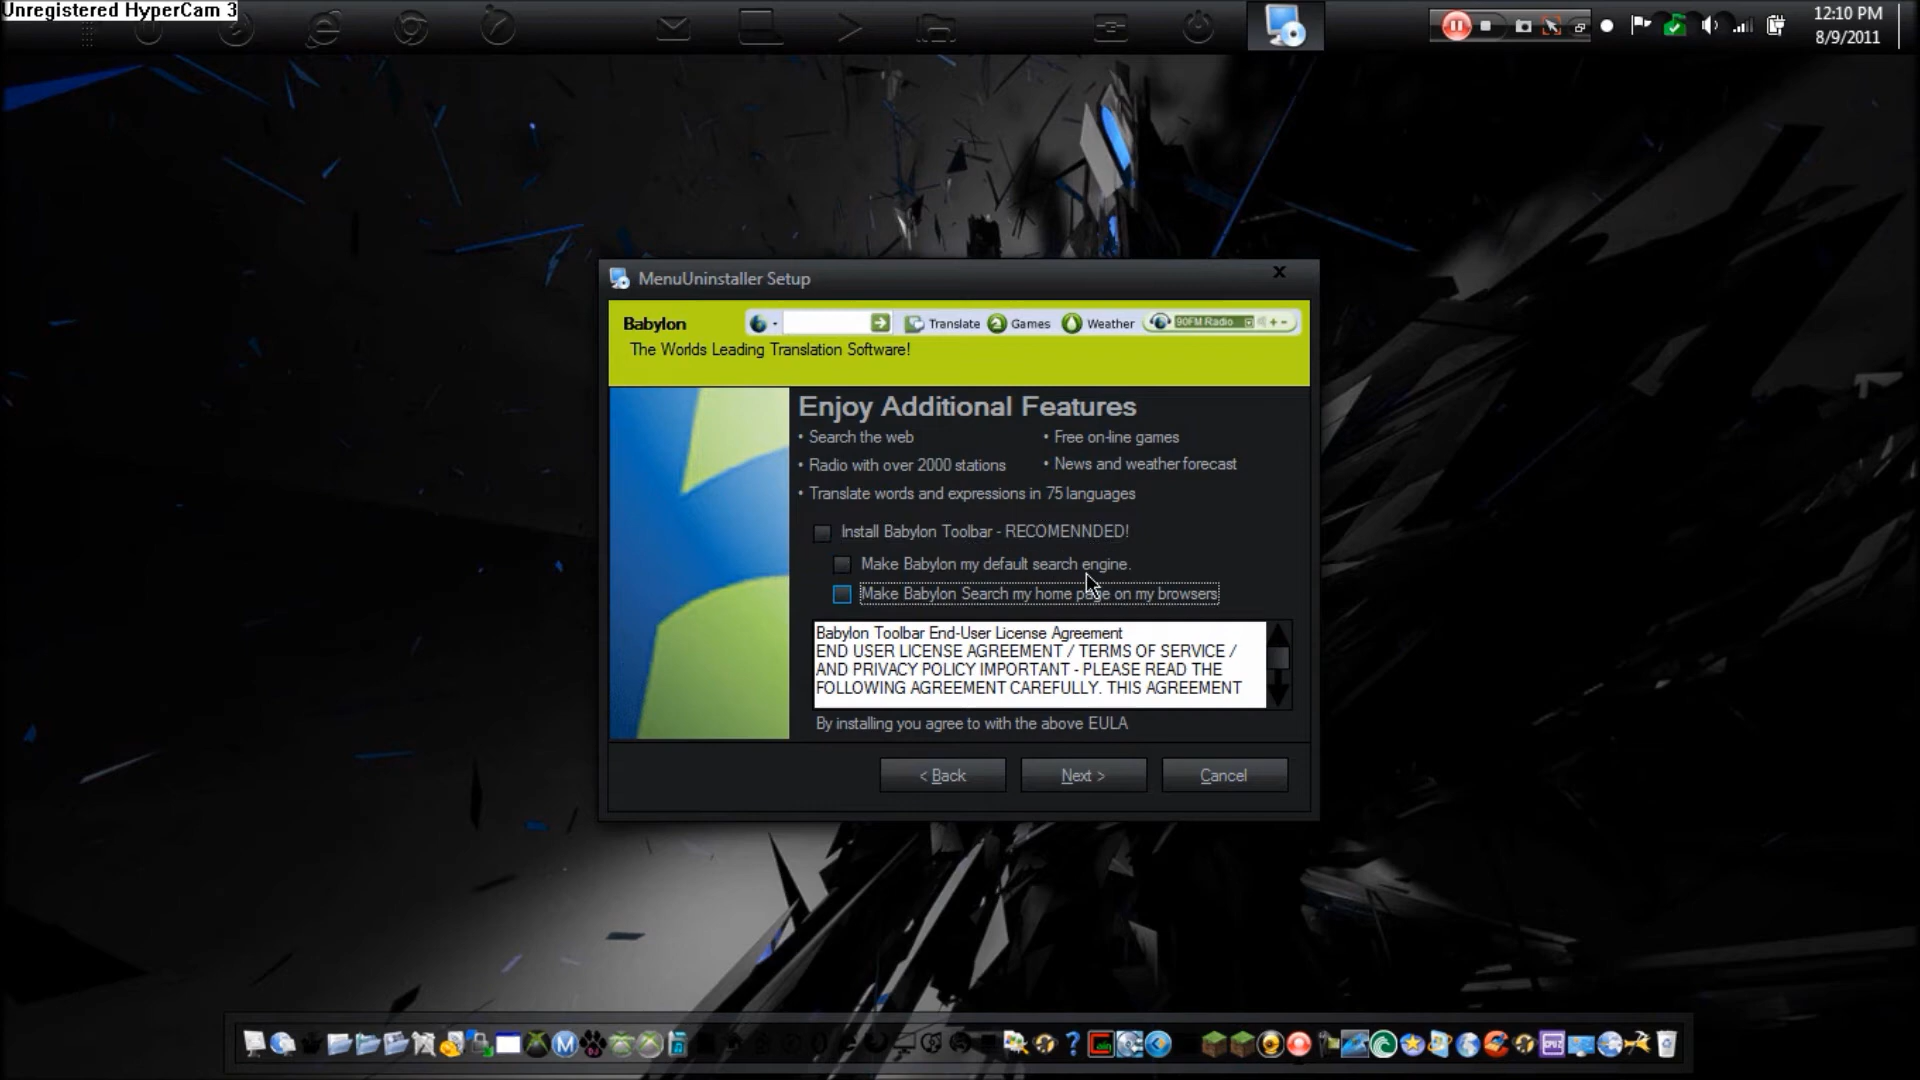 Unregistered HyperCam 3
12:10 PM
8/9/2011
MenuUninstaller Setup
x
Babylon
Translate
Games
Weather
90FM Radio
The Worlds Leading Translation Software!
Enjoy Additional Features
• Search the web
• Free on-line games
• Radio with over 2000 stations
• News and weather forecast
• Translate words and expressions in 75 languages
Install Babylon Toolbar - RECOMENNDED!
Make Babylon my default search engine.
Make Babylon Search my home page on my browsers
Babylon Toolbar End-User License Agreement
END USER LICENSE AGREEMENT / TERMS OF SERVICE /
AND PRIVACY POLICY IMPORTANT - PLEASE READ THE
FOLLOWING AGREEMENT CAREFULLY. THIS AGREEMENT
By installing you agree to with the above EULA
< Back
Next >
Cancel